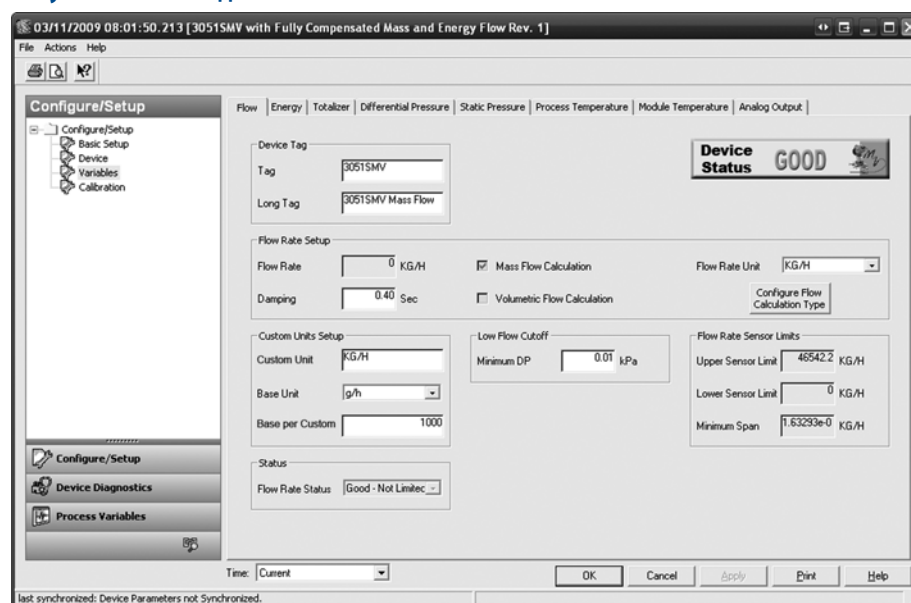 03/11/2009 08:01:50.213 [3051SMV with Fully Compensated Mass and Energy Flow Rev. 1]
File Actions Help
Configure/Setup
Configure/Setup
Basic Setup
Device
Variables
Calibration
Configure/Setup
Device Diagnostics
Process Variables
Flow Energy Totalizer Differential Pressure Static Pressure Process Temperature Module Temperature Analog Output
Device Tag
Tag 3051SMV
Long Tag 3051SMV Mass Flow
Device Status GOOD
Flow Rate Setup
Flow Rate 0 KG/H
Mass Flow Calculation
Flow Rate Unit KG/H
Damping 0.40 Sec
Volumetric Flow Calculation
Configure Flow
Calculation Type
Custom Units Setup
Custom Unit KG/H
Base Unit g/h
Base per Custom 1000
Low Flow Cutoff
Minimum DP 0.01 kPa
Flow Rate Sensor Limits
Upper Sensor Limit 46542.2 KG/H
Lower Sensor Limit 0 KG/H
Minimum Span 1.63293e-0 KG/H
Status
Flow Rate Status Good - Not Limitec
Time: Current
OK Cancel Apply Print Help
last synchronized: Device Parameters not Synchronized.